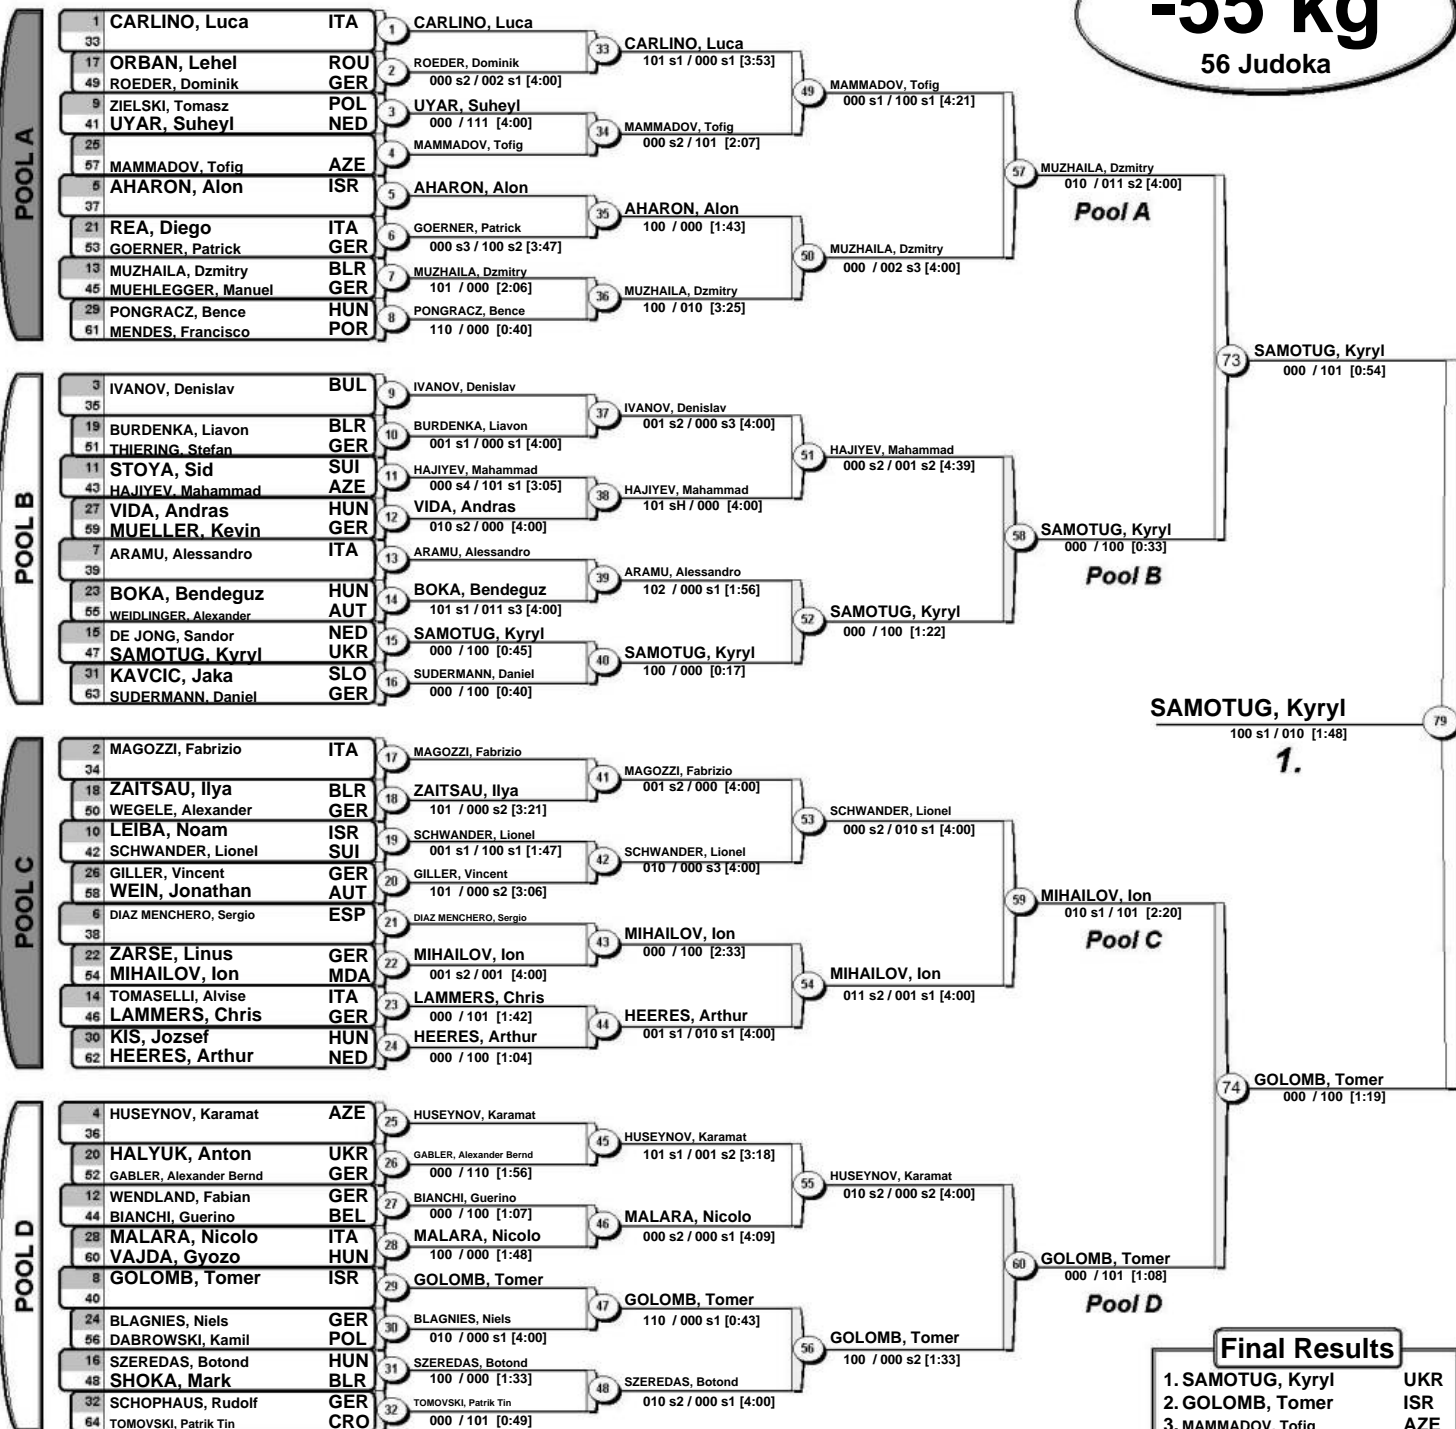 -55 kg
56 Judoka
POOL A
1 CARLINO, Luca ITA
33
17 ORBAN, Lehel ROU
49 ROEDER, Dominik GER
9 ZIELSKI, Tomasz POL
41 UYAR, Suheyl NED
25
57 MAMMADOV, Tofig AZE
5 AHARON, Alon ISR
37
21 REA, Diego ITA
53 GOERNER, Patrick GER
13 MUZHAILA, Dzmitry BLR
45 MUEHLEGGER, Manuel GER
29 PONGRACZ, Bence HUN
61 MENDES, Francisco POR
1 CARLINO, Luca
2 ROEDER, Dominik
000 s2 / 002 s1 [4:00]
3 UYAR, Suheyl
000 / 111 [4:00]
4 MAMMADOV, Tofig
5 AHARON, Alon
6 GOERNER, Patrick
000 s3 / 100 s2 [3:47]
7 MUZHAILA, Dzmitry
101 / 000 [2:06]
8 PONGRACZ, Bence
110 / 000 [0:40]
33 CARLINO, Luca
101 s1 / 000 s1 [3:53]
34 MAMMADOV, Tofig
000 s2 / 101 [2:07]
35 AHARON, Alon
100 / 000 [1:43]
36 MUZHAILA, Dzmitry
100 / 010 [3:25]
49 MAMMADOV, Tofig
000 s1 / 100 s1 [4:21]
50 MUZHAILA, Dzmitry
000 / 002 s3 [4:00]
57 MUZHAILA, Dzmitry
010 / 011 s2 [4:00]
Pool A
POOL B
3 IVANOV, Denislav BUL
35
19 BURDENKA, Liavon BLR
51 THIERING, Stefan GER
11 STOYA, Sid SUI
43 HAJIYEV, Mahammad AZE
27 VIDA, Andras HUN
59 MUELLER, Kevin GER
7 ARAMU, Alessandro ITA
39
23 BOKA, Bendeguz HUN
55 WEIDLINGER, Alexander AUT
15 DE JONG, Sandor NED
47 SAMOTUG, Kyryl UKR
31 KAVCIC, Jaka SLO
63 SUDERMANN, Daniel GER
9 IVANOV, Denislav
10 BURDENKA, Liavon
001 s1 / 000 s1 [4:00]
11 HAJIYEV, Mahammad
000 s4 / 101 s1 [3:05]
12 VIDA, Andras
010 s2 / 000 [4:00]
13 ARAMU, Alessandro
14 BOKA, Bendeguz
101 s1 / 011 s3 [4:00]
15 SAMOTUG, Kyryl
000 / 100 [0:45]
16 SUDERMANN, Daniel
000 / 100 [0:40]
37 IVANOV, Denislav
001 s2 / 000 s3 [4:00]
38 HAJIYEV, Mahammad
101 sH / 000 [4:00]
39 ARAMU, Alessandro
102 / 000 s1 [1:56]
40 SAMOTUG, Kyryl
100 / 000 [0:17]
51 HAJIYEV, Mahammad
000 s2 / 001 s2 [4:39]
52 SAMOTUG, Kyryl
000 / 100 [1:22]
58 SAMOTUG, Kyryl
000 / 100 [0:33]
Pool B
73 SAMOTUG, Kyryl
000 / 101 [0:54]
SAMOTUG, Kyryl 79
100 s1 / 010 [1:48]
1.
POOL C
2 MAGOZZI, Fabrizio ITA
34
18 ZAITSAU, Ilya BLR
50 WEGELE, Alexander GER
10 LEIBA, Noam ISR
42 SCHWANDER, Lionel SUI
26 GILLER, Vincent GER
58 WEIN, Jonathan AUT
6 DIAZ MENCHERO, Sergio ESP
38
22 ZARSE, Linus GER
54 MIHAILOV, Ion MDA
14 TOMASELLI, Alvise ITA
46 LAMMERS, Chris GER
30 KIS, Jozsef HUN
62 HEERES, Arthur NED
17 MAGOZZI, Fabrizio
18 ZAITSAU, Ilya
101 / 000 s2 [3:21]
19 SCHWANDER, Lionel
001 s1 / 100 s1 [1:47]
20 GILLER, Vincent
101 / 000 s2 [3:06]
21 DIAZ MENCHERO, Sergio
22 MIHAILOV, Ion
001 s2 / 001 [4:00]
23 LAMMERS, Chris
000 / 101 [1:42]
24 HEERES, Arthur
000 / 100 [1:04]
41 MAGOZZI, Fabrizio
001 s2 / 000 [4:00]
42 SCHWANDER, Lionel
010 / 000 s3 [4:00]
43 MIHAILOV, Ion
000 / 100 [2:33]
44 HEERES, Arthur
001 s1 / 010 s1 [4:00]
53 SCHWANDER, Lionel
000 s2 / 010 s1 [4:00]
54 MIHAILOV, Ion
011 s2 / 001 s1 [4:00]
59 MIHAILOV, Ion
010 s1 / 101 [2:20]
Pool C
74 GOLOMB, Tomer
000 / 100 [1:19]
POOL D
4 HUSEYNOV, Karamat AZE
36
20 HALYUK, Anton UKR
52 GABLER, Alexander Bernd GER
12 WENDLAND, Fabian GER
44 BIANCHI, Guerino BEL
28 MALARA, Nicolo ITA
60 VAJDA, Gyozo HUN
8 GOLOMB, Tomer ISR
40
24 BLAGNIES, Niels GER
56 DABROWSKI, Kamil POL
16 SZEREDAS, Botond HUN
48 SHOKA, Mark BLR
32 SCHOPHAUS, Rudolf GER
64 TOMOVSKI, Patrik Tin CRO
25 HUSEYNOV, Karamat
26 GABLER, Alexander Bernd
000 / 110 [1:56]
27 BIANCHI, Guerino
000 / 100 [1:07]
28 MALARA, Nicolo
100 / 000 [1:48]
29 GOLOMB, Tomer
30 BLAGNIES, Niels
010 / 000 s1 [4:00]
31 SZEREDAS, Botond
100 / 000 [1:33]
32 TOMOVSKI, Patrik Tin
000 / 101 [0:49]
45 HUSEYNOV, Karamat
101 s1 / 001 s2 [3:18]
46 MALARA, Nicolo
000 s2 / 000 s1 [4:09]
47 GOLOMB, Tomer
110 / 000 s1 [0:43]
48 SZEREDAS, Botond
010 s2 / 000 s1 [4:00]
55 HUSEYNOV, Karamat
010 s2 / 000 s2 [4:00]
56 GOLOMB, Tomer
100 / 000 s2 [1:33]
60 GOLOMB, Tomer
000 / 101 [1:08]
Pool D
Final Results
1. SAMOTUG, Kyryl UKR
2. GOLOMB, Tomer ISR
3. MAMMADOV, Tofig AZE